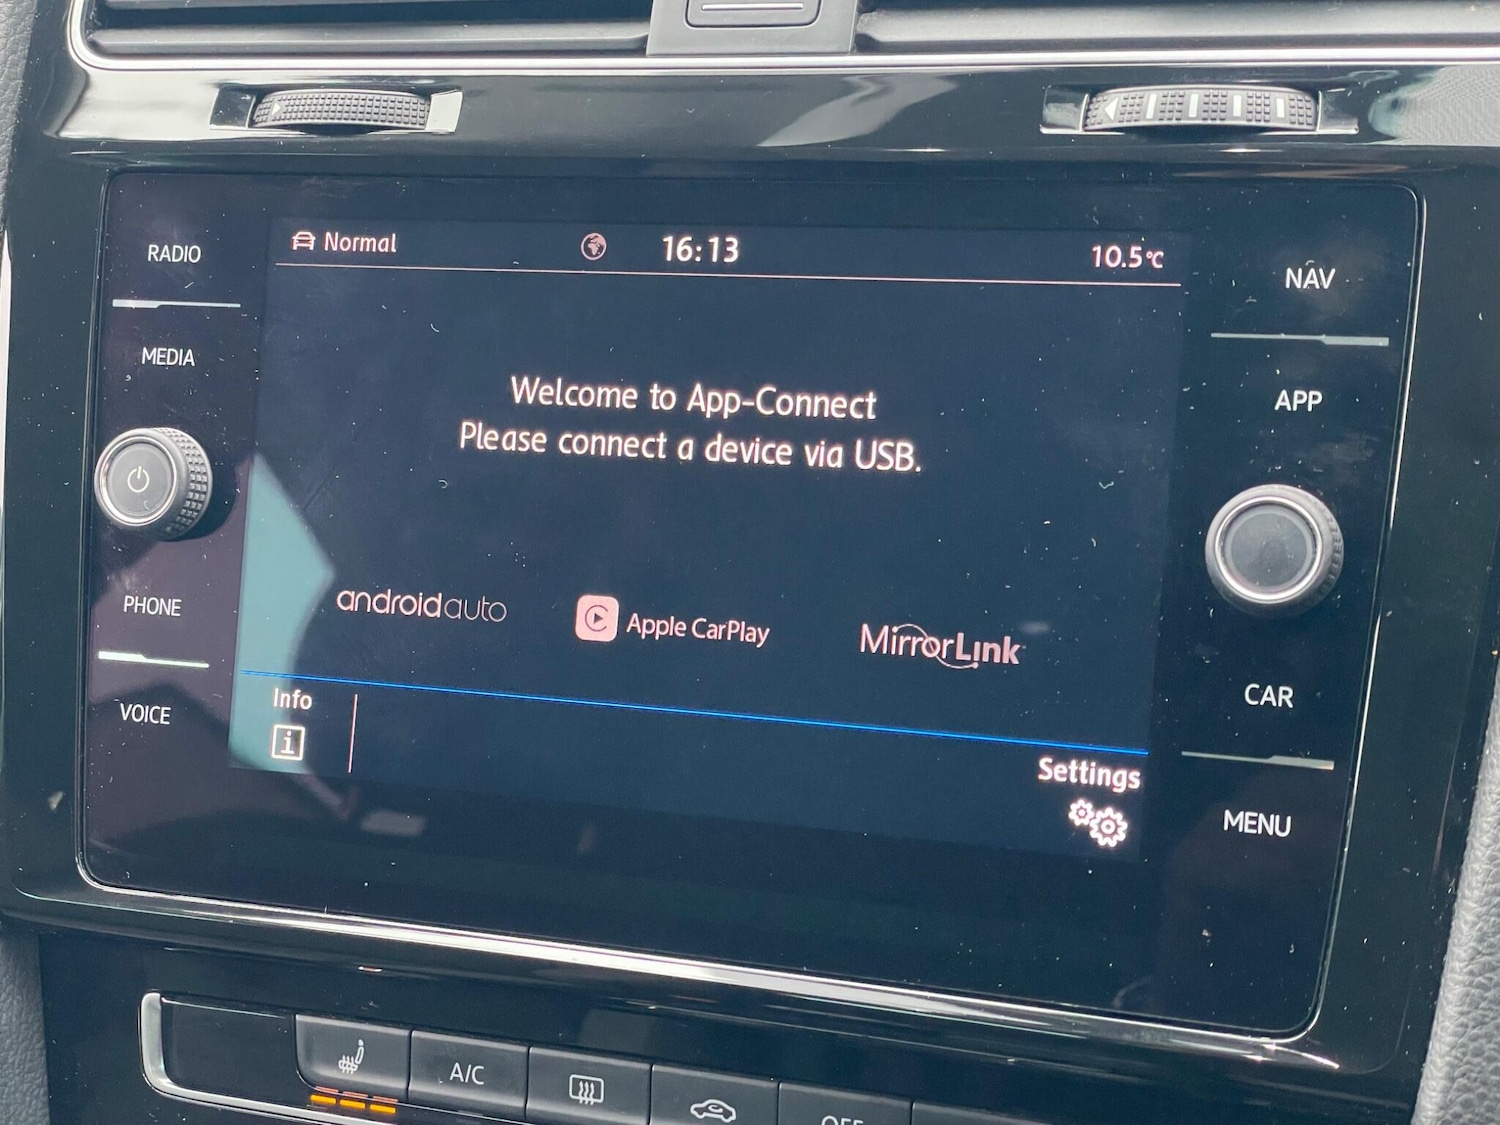 Normal
16:13
10.5°C
RADIO
MEDIA
PHONE
VOICE
Welcome to App-Connect
Please connect a device via USB.
androidauto
Apple CarPlay
MirrorLink
Info
i
Settings
NAV
APP
CAR
MENU
A/C
OFF